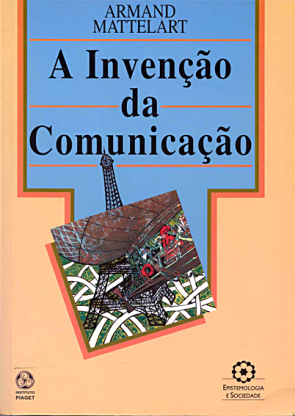 ARMAND
MATTELART
A Invenção
da
Comunicação
INSTITUTO
PIAGET
EPISTEMOLOGIA
E SOCIEDADE